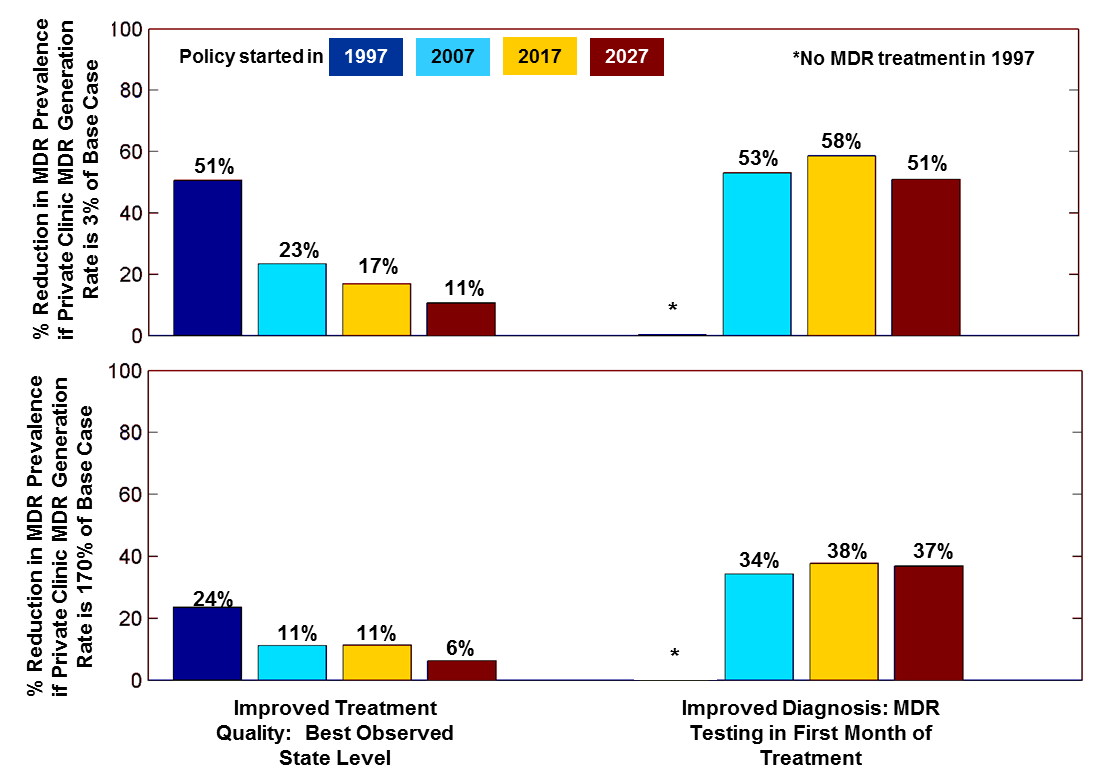 % Reduction in MDR Prevalence
if Private Clinic MDR Generation
Rate is 3% of Base Case
100
80
60
40
20
0
Policy started in 1997 2007 2017 2027
*No MDR treatment in 1997
51%
23%
17%
11%
*
53%
58%
51%
% Reduction in MDR Prevalence
if Private Clinic MDR Generation
Rate is 170% of Base Case
100
80
60
40
20
0
24%
11%
11%
6%
*
34%
38%
37%
Improved Treatment
Quality: Best Observed
State Level
Improved Diagnosis: MDR
Testing in First Month of
Treatment